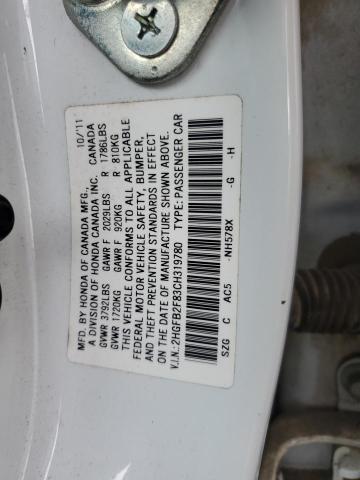 MFD. BY HONDA OF CANADA MFG., 10/11
A DIVISION OF HONDA CANADA INC. CANADA
GVWR 3792LBS GAWR F 2029LBS R 1786LBS
GVWR 1720KG GAWR F 920KG R 810KG
THIS VEHICLE CONFORMS TO ALL APPLICABLE
FEDERAL MOTOR VEHICLE SAFETY, BUMPER,
AND THEFT PREVENTION STANDARDS IN EFFECT
ON THE DATE OF MANUFACTURE SHOWN ABOVE.
V.I.N.: 2HGFB2F83CH319780 TYPE: PASSENGER CAR
SZG C AC5 -NH578X -G -H